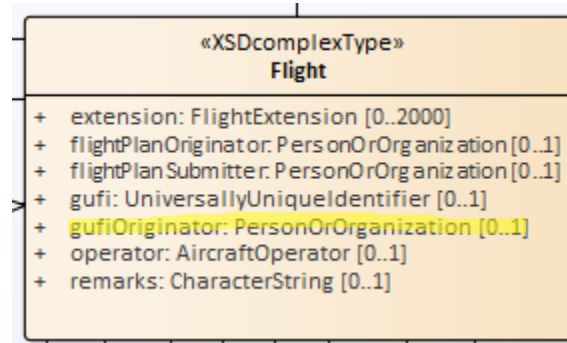 «XSDcomplexType»
Flight
+ extension: FlightExtension [0..2000]
+ flightPlanOriginator: PersonOrOrganization [0..1]
+ flightPlanSubmitter: PersonOrOrganization [0..1]
+ gufi: UniversallyUniqueIdentifier [0..1]
+ gufiOriginator: PersonOrOrganization [0..1]
+ operator: AircraftOperator [0..1]
+ remarks: CharacterString [0..1]